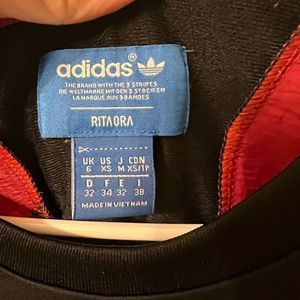 adidas®
THE BRAND WITH THE 3 STRIPES
DIE WELTMARKE MIT DEN 3 STREIFEN
LA MARQUE AUX 3 BANDES
RITA ORA
UK US J CDN
6 XS M XS/TP
D F E I
32 34 32 38
MADE IN VIETNAM